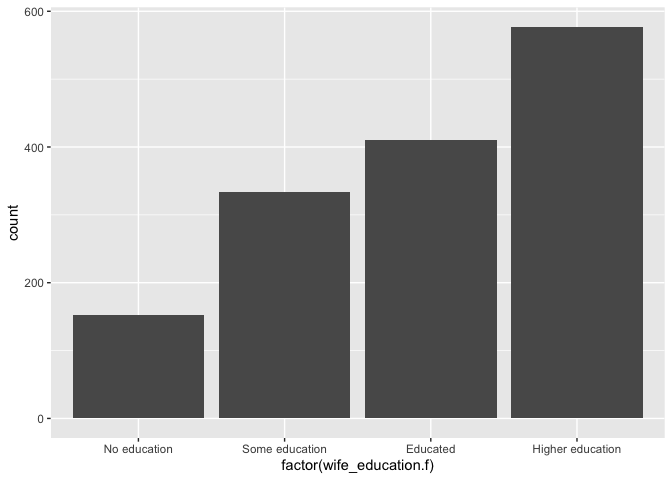 600
400
200
0
count
No education Some education Educated Higher education
factor(wife_education.f)